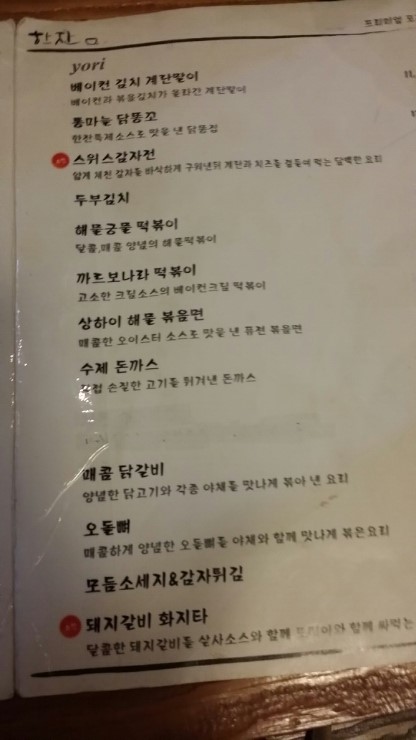 한잔
프리미엄
yori
베이컨 김치 계란말이
베이컨과 볶음김치가 들어간 계란말이
통마늘 닭똥꼬
한잔특제소스로 맛을 낸 닭똥집
스위스감자전
얇게 채친 감자를 바삭하게 구워낸뒤 계란과 치즈를 곁들여 먹는 담백한 요리
두부김치
해물궁물 떡볶이
달콤,매콤 양념의 해물떡볶이
까르보나라 떡볶이
고소한 크림소스의 베이컨크림 떡볶이
상하이 해물 볶음면
매콤한 오이스터 소스로 맛을 낸 퓨전 볶음면
수제 돈까스
직접 손질한 고기를 튀겨낸 돈까스
매콤 닭갈비
양념한 닭고기와 각종 야채를 맛나게 볶아 낸 요리
오돌뼈
매콤하게 양념한 오돌뼈를 야채와 함께 맛나게 볶은요리
모듬소세지&감자튀김
돼지갈비 화지타
달콤한 돼지갈비를 살사소스와 함께 함께 싸먹는